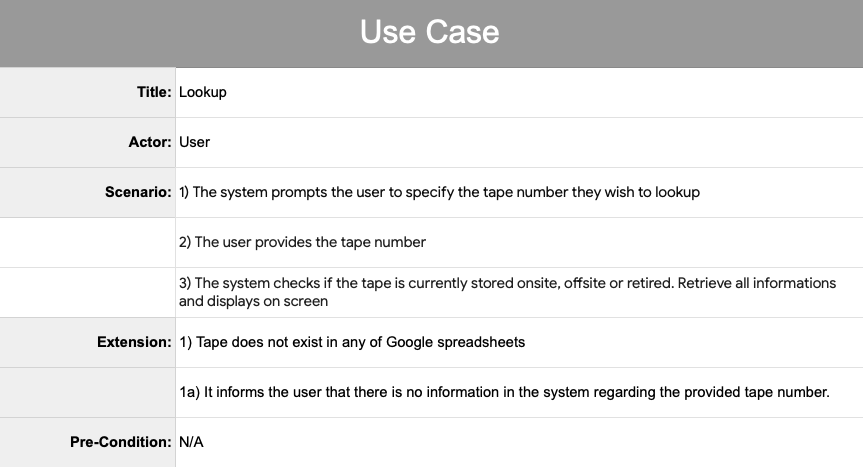 Use Case
Title: Lookup
Actor: User
Scenario: 1) The system prompts the user to specify the tape number they wish to lookup
2) The user provides the tape number
3) The system checks if the tape is currently stored onsite, offsite or retired. Retrieve all informations
and displays on screen
Extension: 1) Tape does not exist in any of Google spreadsheets
1a) It informs the user that there is no information in the system regarding the provided tape number.
Pre-Condition: N/A